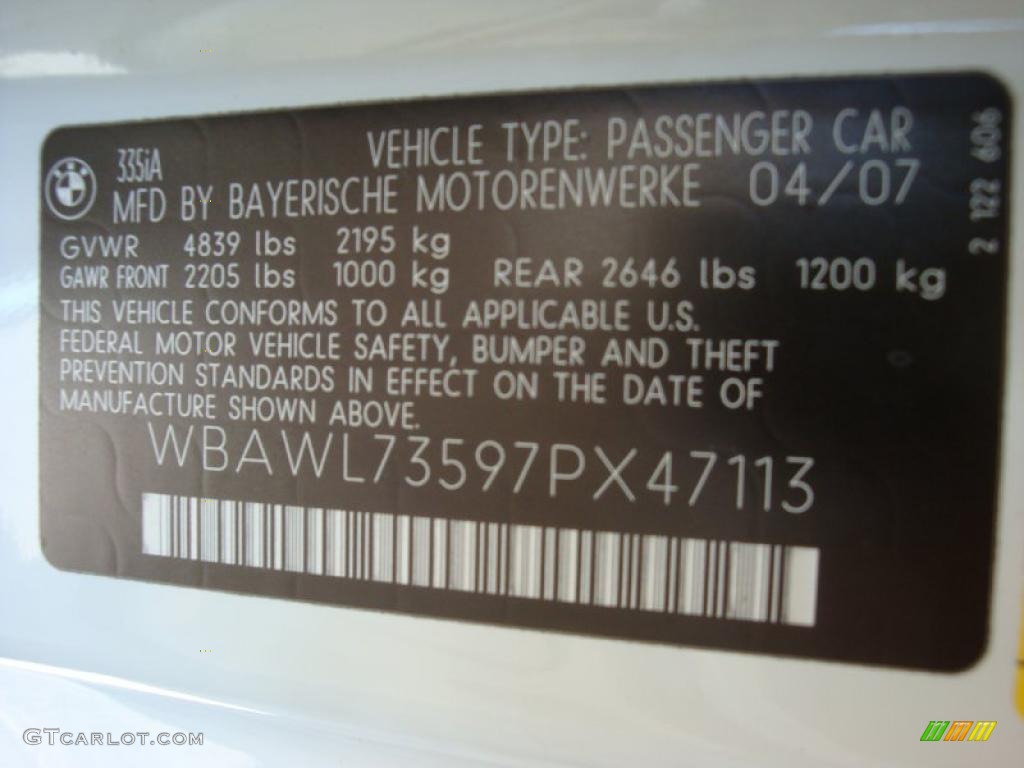 335iA VEHICLE TYPE: PASSENGER CAR
MFD BY BAYERISCHE MOTORENWERKE 04/07
GVWR 4839 lbs 2195 kg
GAWR FRONT 2205 lbs 1000 kg REAR 2646 lbs 1200 kg
THIS VEHICLE CONFORMS TO ALL APPLICABLE U.S.
FEDERAL MOTOR VEHICLE SAFETY, BUMPER AND THEFT
PREVENTION STANDARDS IN EFFECT ON THE DATE OF
MANUFACTURE SHOWN ABOVE.
WBAWL73597PX47113
2 122 606
GTCARLOT.COM